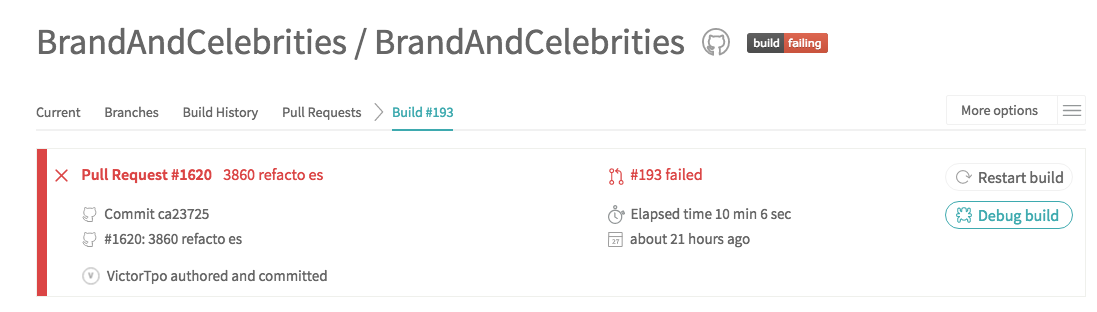 BrandAndCelebrities / BrandAndCelebrities build failing
Current Branches Build History Pull Requests Build #193 More options
Pull Request #1620 3860 refacto es #193 failed Restart build
Commit ca23725 Elapsed time 10 min 6 sec Debug build
#1620: 3860 refacto es 27 about 21 hours ago
V VictorTpo authored and committed